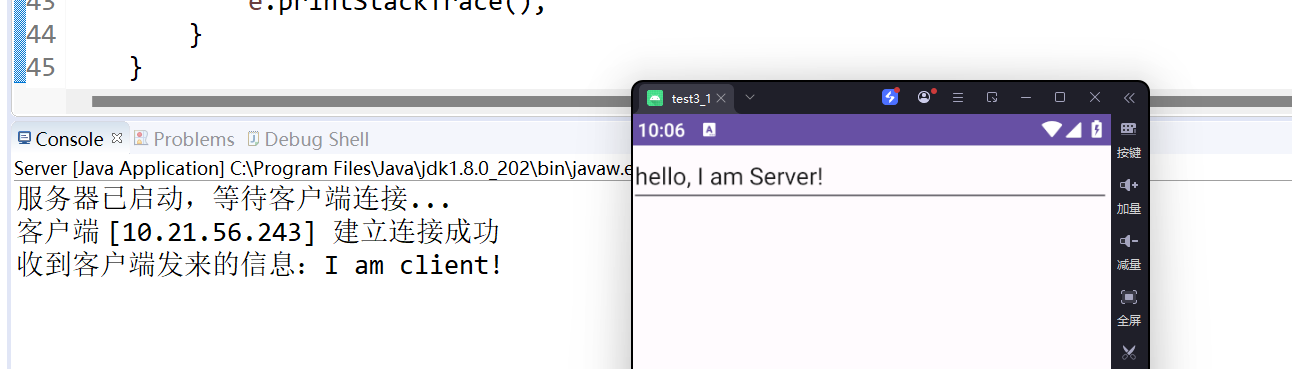 43 e.printStackTrace();
44 }
45 }
Console Problems Debug Shell
Server [Java Application] C:\Program Files\Java\jdk1.8.0_202\bin\javaw.e
服务器已启动，等待客户端连接...
客户端[10.21.56.243] 建立连接成功
收到客户端发来的信息：I am client!
test3_1
10:06 A
hello, I am Server!
按键
加量
减量
全屏